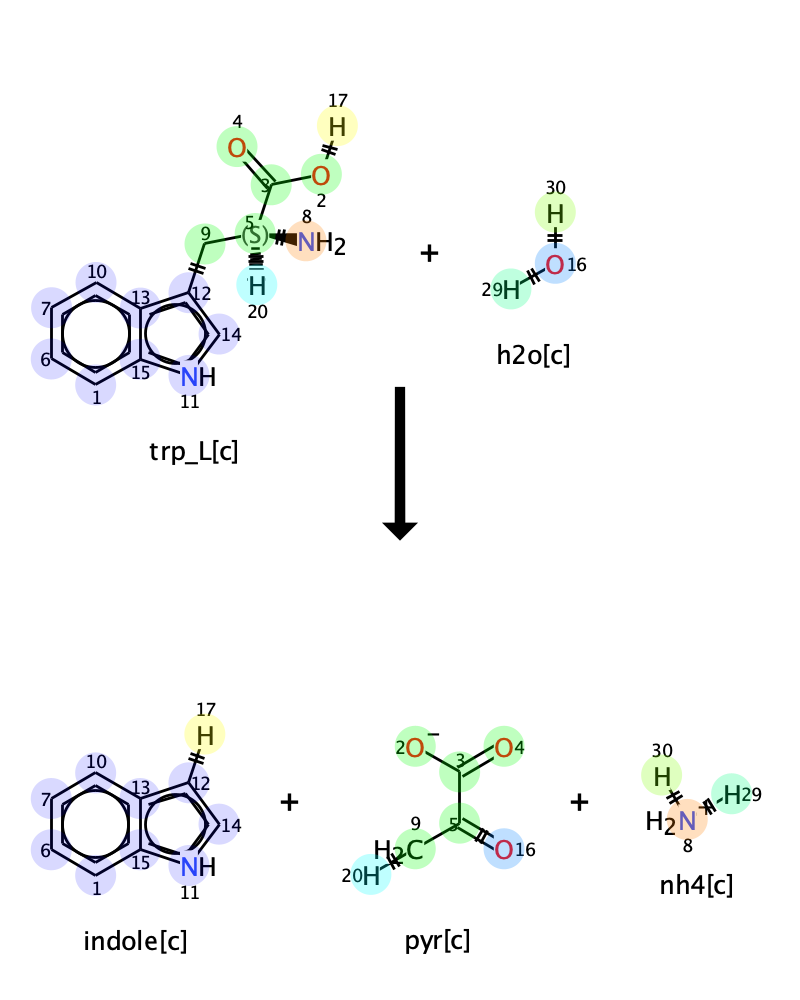 17
H
4
O
3
O
2
5
(S)
8
NH2
9
H
20
10
7
13
12
14
6
15
NH
1
11
trp_L[c]
+
30
H
O16
29H
h2o[c]
17
H
10
7
13
12
14
6
15
NH
1
11
indole[c]
+
2O−
O4
3
5
9
H2C
O16
20H
pyr[c]
+
30
H
H29
H2N
8
nh4[c]